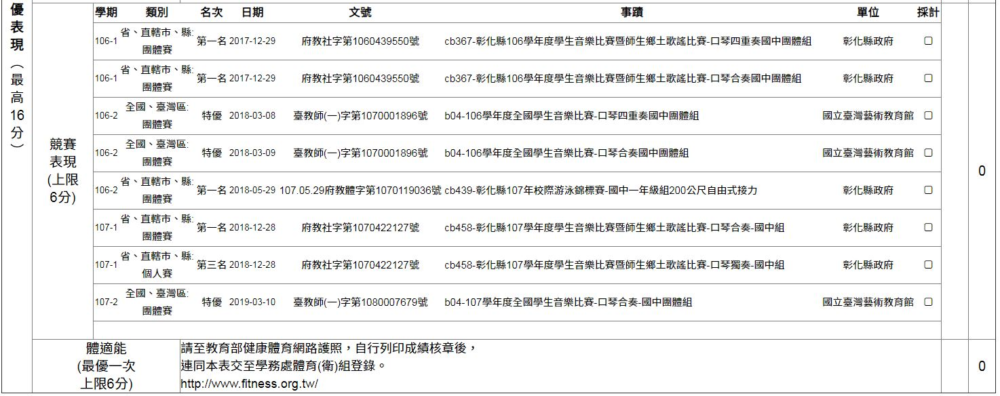 優表現（最高16分）
競賽
表現
(上限
6分)
學期 類別 名次 日期 文號 事蹟 單位 採計
106-1 省、直轄市、縣:團體賽 第一名 2017-12-29 府教社字第1060439550號 cb367-彰化縣106學年度學生音樂比賽暨師生鄉土歌謠比賽-口琴四重奏國中團體組 彰化縣政府
106-1 省、直轄市、縣:團體賽 第一名 2017-12-29 府教社字第1060439550號 cb367-彰化縣106學年度學生音樂比賽暨師生鄉土歌謠比賽-口琴合奏國中團體組 彰化縣政府
106-2 全國、臺灣區:團體賽 特優 2018-03-08 臺教師(一)字第1070001896號 b04-106學年度全國學生音樂比賽-口琴四重奏國中團體組 國立臺灣藝術教育館
106-2 全國、臺灣區:團體賽 特優 2018-03-09 臺教師(一)字第1070001896號 b04-106學年度全國學生音樂比賽-口琴合奏國中團體組 國立臺灣藝術教育館
106-2 省、直轄市、縣:團體賽 第一名 2018-05-29 107.05.29府教體字第1070119036號 cb439-彰化縣107年校際游泳錦標賽-國中一年級組200公尺自由式接力 彰化縣政府
107-1 省、直轄市、縣:團體賽 第一名 2018-12-28 府教社字第1070422127號 cb458-彰化縣107學年度學生音樂比賽暨師生鄉土歌謠比賽-口琴合奏-國中組 彰化縣政府
107-1 省、直轄市、縣:個人賽 第三名 2018-12-28 府教社字第1070422127號 cb458-彰化縣107學年度學生音樂比賽暨師生鄉土歌謠比賽-口琴獨奏-國中組 彰化縣政府
107-2 全國、臺灣區:團體賽 特優 2019-03-10 臺教師(一)字第1080007679號 b04-107學年度全國學生音樂比賽-口琴合奏-國中團體組 國立臺灣藝術教育館
0
體適能
(最優一次
上限6分)
請至教育部健康體育網路護照，自行列印成績核章後，
連同本表交至學務處體育(衛)組登錄。
http://www.fitness.org.tw/
0